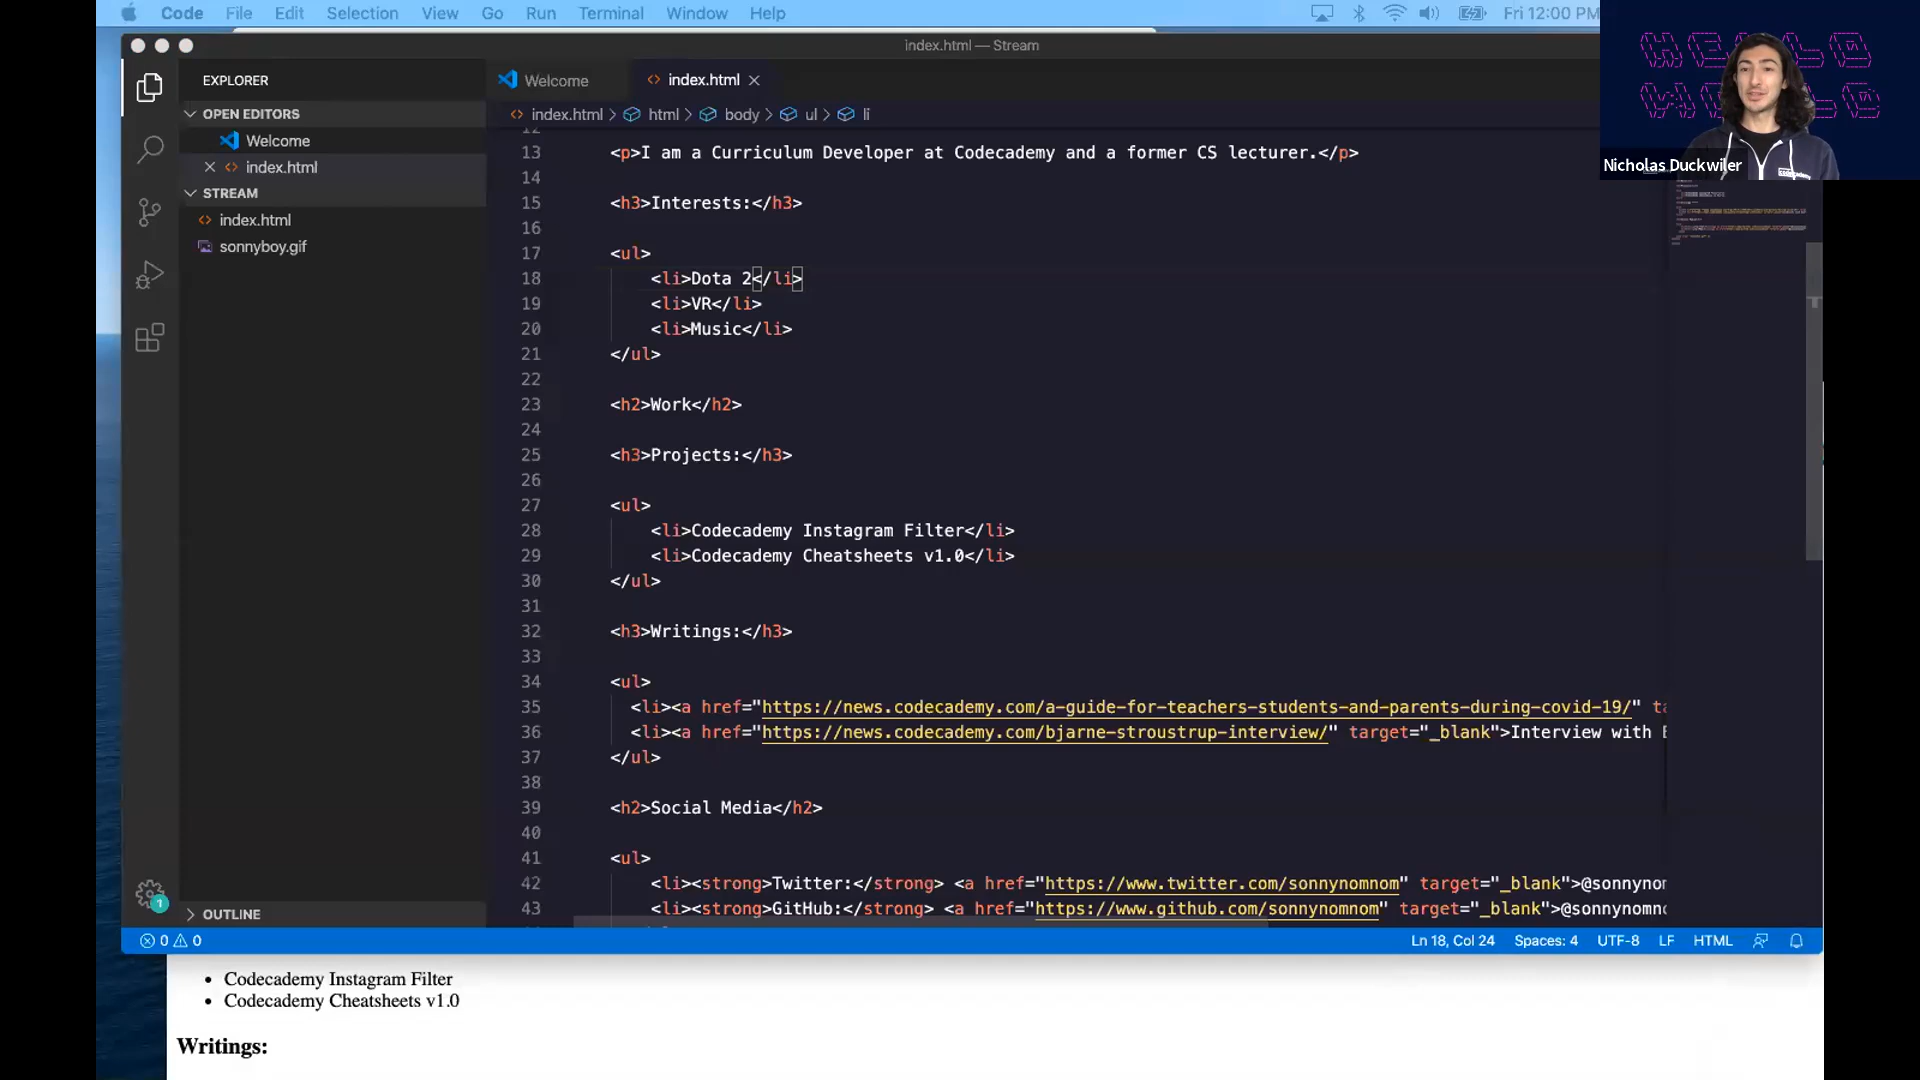 Code File Edit Selection View Go Run Terminal Window Help Fri 12:00 PM
index.html — Stream
EXPLORER
Welcome index.html
OPEN EDITORS
index.html > html > body > ul > li
Welcome
index.html
STREAM
index.html
sonnyboy.gif
Nicholas Duckwiler
12
13 <p>I am a Curriculum Developer at Codecademy and a former CS lecturer.</p>
14
15 <h3>Interests:</h3>
16
17 <ul>
18 <li>Dota 2</li>
19 <li>VR</li>
20 <li>Music</li>
21 </ul>
22
23 <h2>Work</h2>
24
25 <h3>Projects:</h3>
26
27 <ul>
28 <li>Codecademy Instagram Filter</li>
29 <li>Codecademy Cheatsheets v1.0</li>
30 </ul>
31
32 <h3>Writings:</h3>
33
34 <ul>
35 <li><a href="https://news.codecademy.com/a-guide-for-teachers-students-and-parents-during-covid-19/" ta
36 <li><a href="https://news.codecademy.com/bjarne-stroustrup-interview/" target="_blank">Interview with
37 </ul>
38
39 <h2>Social Media</h2>
40
41 <ul>
42 <li><strong>Twitter:</strong> <a href="https://www.twitter.com/sonnynomnom" target="_blank">@sonnynom
43 <li><strong>GitHub:</strong> <a href="https://www.github.com/sonnynomnom" target="_blank">@sonnynomn
OUTLINE
1
0 0 Ln 18, Col 24 Spaces: 4 UTF-8 LF HTML
• Codecademy Instagram Filter
• Codecademy Cheatsheets v1.0
Writings: